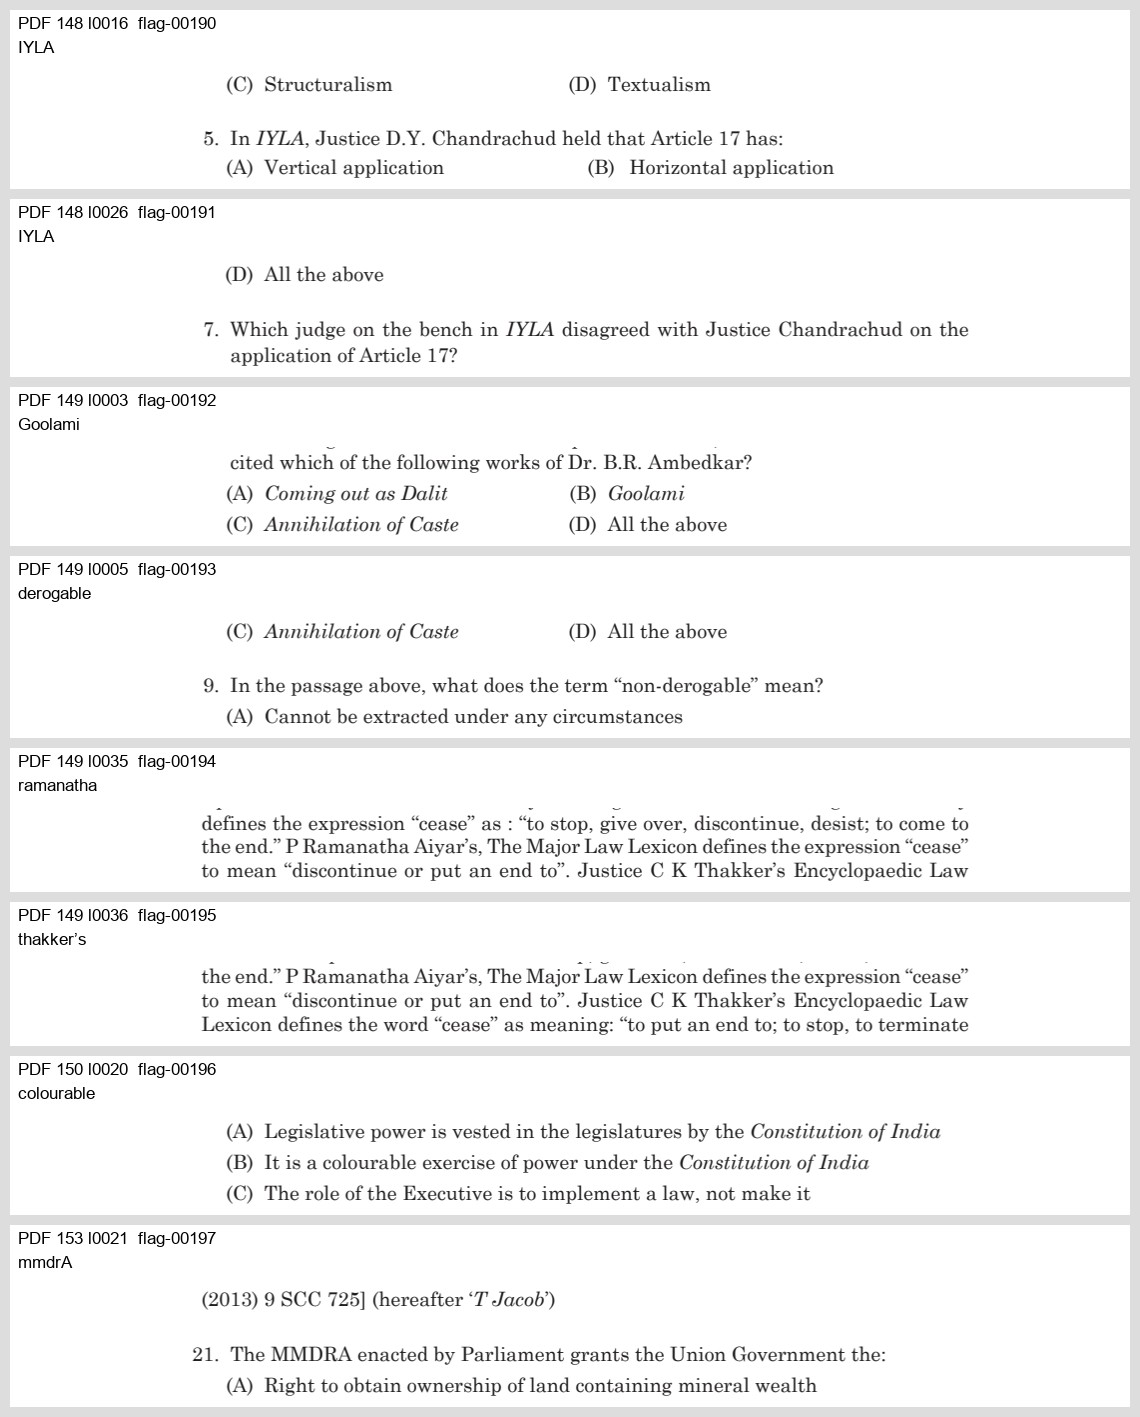 PDF 148 l0016 flag-00190
IYLA
(C) Structuralism (D) Textualism
5. In IYLA, Justice D.Y. Chandrachud held that Article 17 has:
(A) Vertical application (B) Horizontal application
PDF 148 l0026 flag-00191
IYLA
(D) All the above
7. Which judge on the bench in IYLA disagreed with Justice Chandrachud on the
application of Article 17?
PDF 149 l0003 flag-00192
Goolami
cited which of the following works of Dr. B.R. Ambedkar?
(A) Coming out as Dalit (B) Goolami
(C) Annihilation of Caste (D) All the above
PDF 149 l0005 flag-00193
derogable
(C) Annihilation of Caste (D) All the above
9. In the passage above, what does the term “non-derogable” mean?
(A) Cannot be extracted under any circumstances
PDF 149 l0035 flag-00194
ramanatha
defines the expression “cease” as : “to stop, give over, discontinue, desist; to come to
the end.” P Ramanatha Aiyar’s, The Major Law Lexicon defines the expression “cease”
to mean “discontinue or put an end to”. Justice C K Thakker’s Encyclopaedic Law
PDF 149 l0036 flag-00195
thakker’s
the end.” P Ramanatha Aiyar’s, The Major Law Lexicon defines the expression “cease”
to mean “discontinue or put an end to”. Justice C K Thakker’s Encyclopaedic Law
Lexicon defines the word “cease” as meaning: “to put an end to; to stop, to terminate
PDF 150 l0020 flag-00196
colourable
(A) Legislative power is vested in the legislatures by the Constitution of India
(B) It is a colourable exercise of power under the Constitution of India
(C) The role of the Executive is to implement a law, not make it
PDF 153 l0021 flag-00197
mmdrA
(2013) 9 SCC 725] (hereafter ‘T Jacob’)
21. The MMDRA enacted by Parliament grants the Union Government the:
(A) Right to obtain ownership of land containing mineral wealth